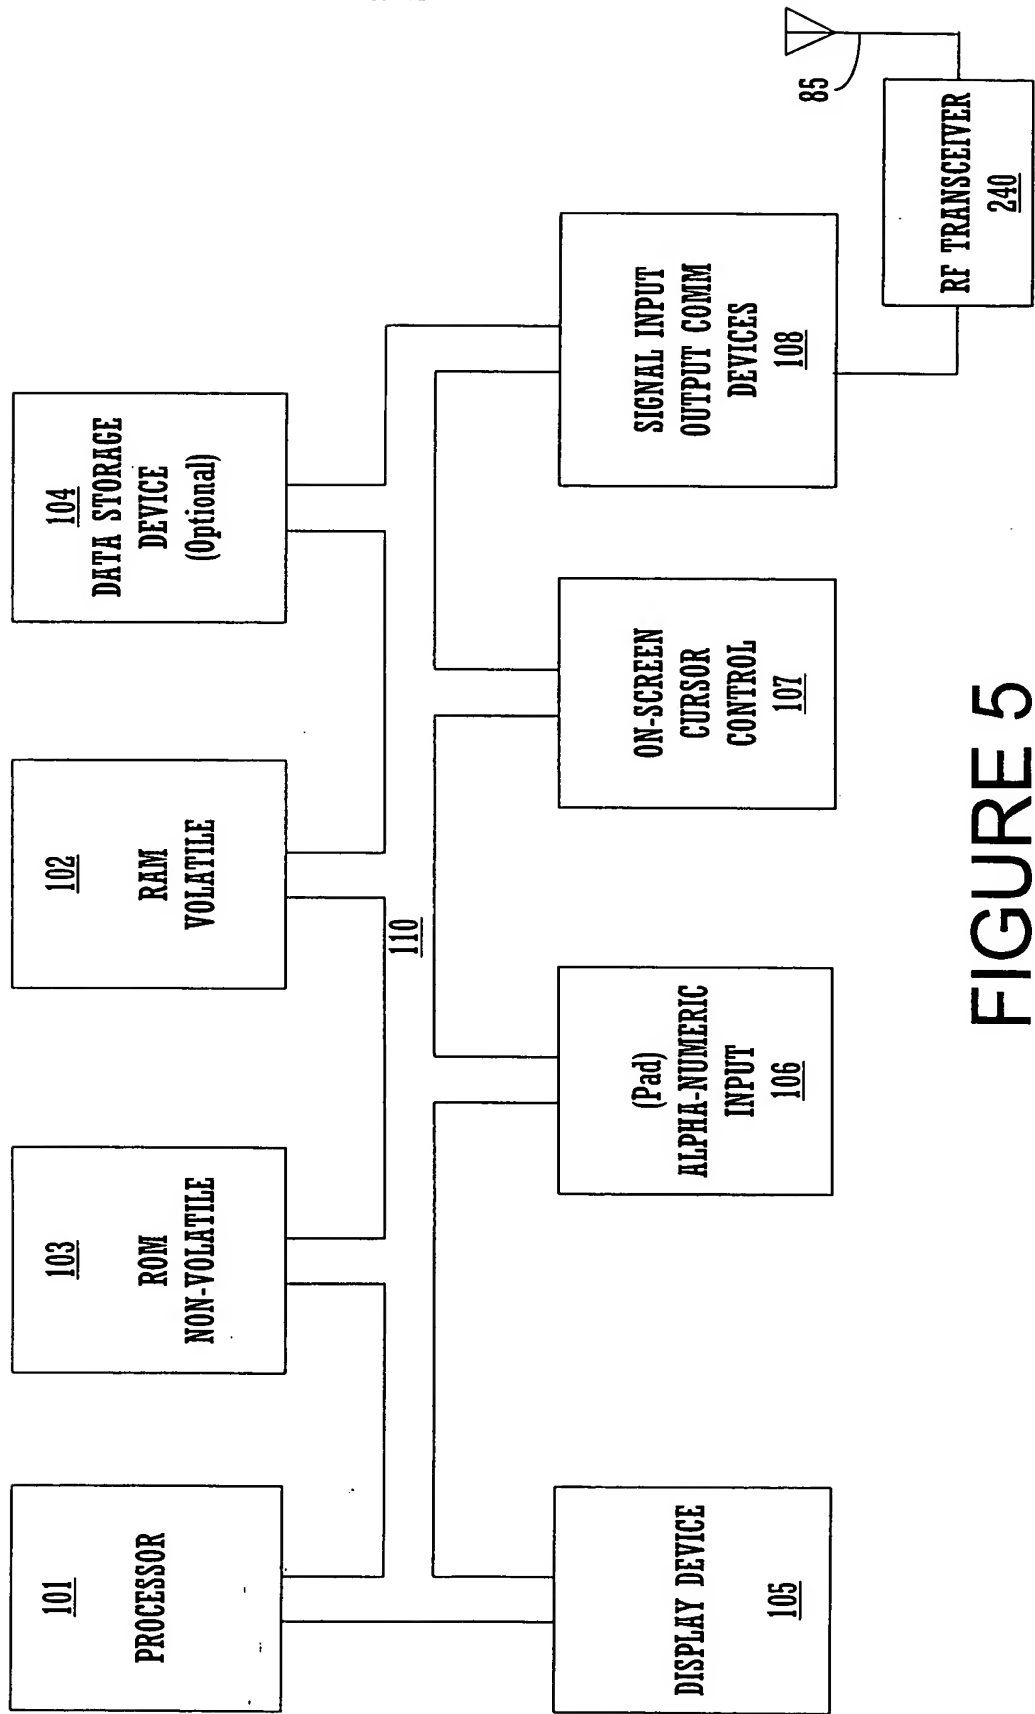 101
PROCESSOR
103
ROM
NON-VOLATILE
102
RAM
VOLATILE
104
DATA STORAGE
DEVICE
(Optional)
110
DISPLAY DEVICE
105
(Pad)
ALPHA-NUMERIC
INPUT
106
ON-SCREEN
CURSOR
CONTROL
107
SIGNAL INPUT
OUTPUT COMM
DEVICES
108
85
RF TRANSCEIVER
240
FIGURE 5